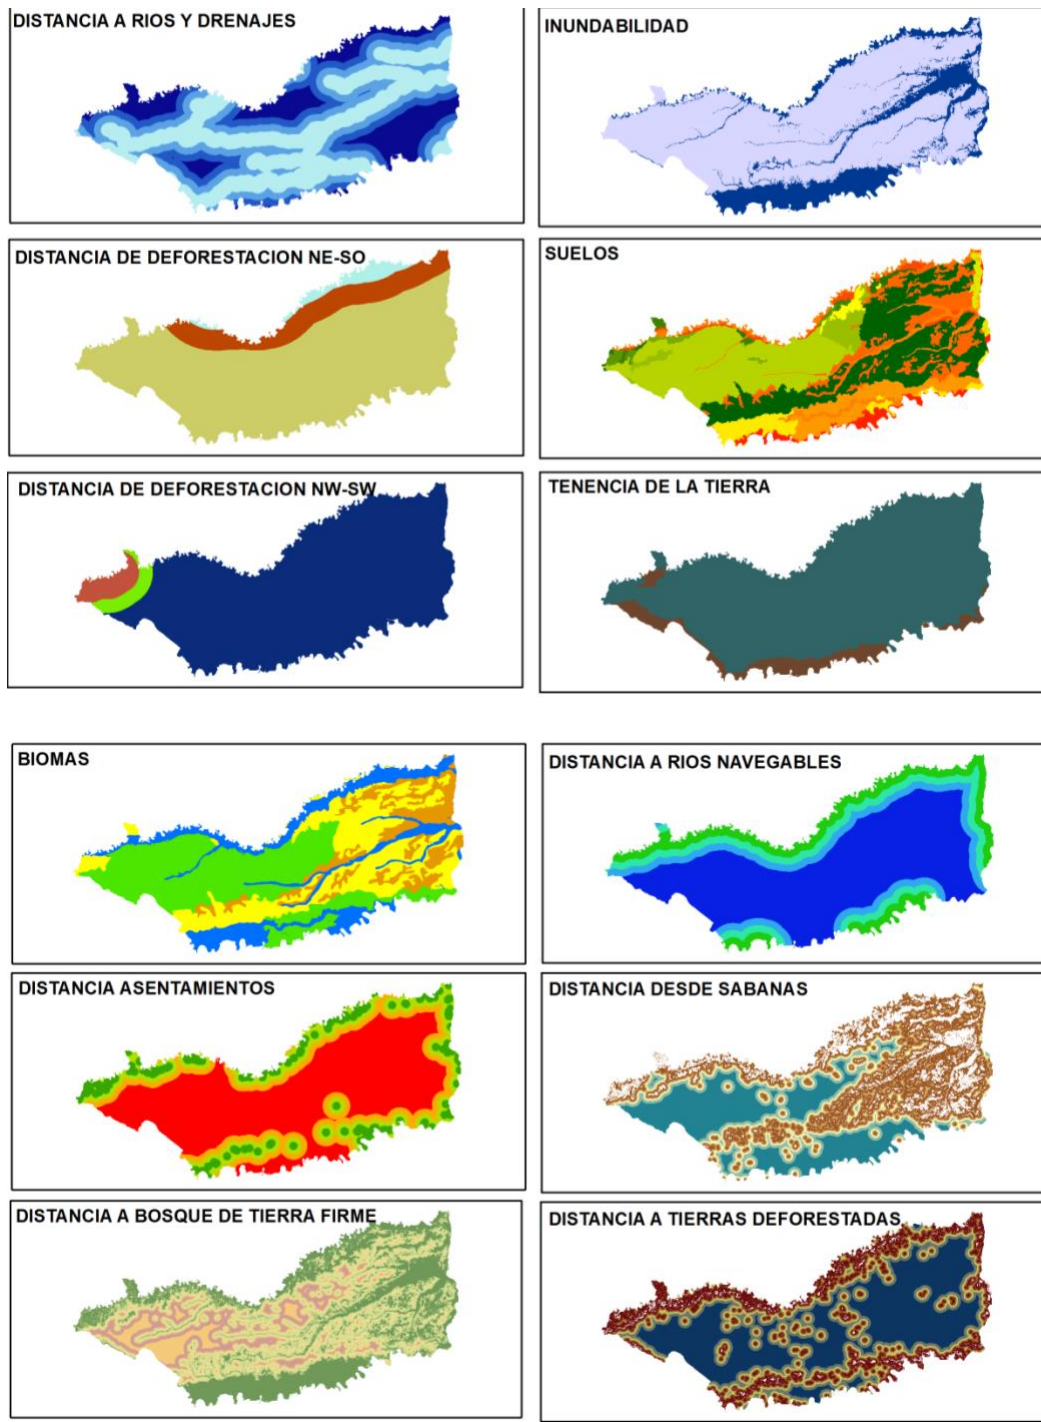 DISTANCIA A RIOS Y DRENAJES
INUNDABILIDAD
DISTANCIA DE DEFORESTACION NE-SO
SUELOS
DISTANCIA DE DEFORESTACION NW-SW
TENENCIA DE LA TIERRA
BIOMAS
DISTANCIA A RIOS NAVEGABLES
DISTANCIA ASENTAMIENTOS
DISTANCIA DESDE SABANAS
DISTANCIA A BOSQUE DE TIERRA FIRME
DISTANCIA A TIERRAS DEFORESTADAS